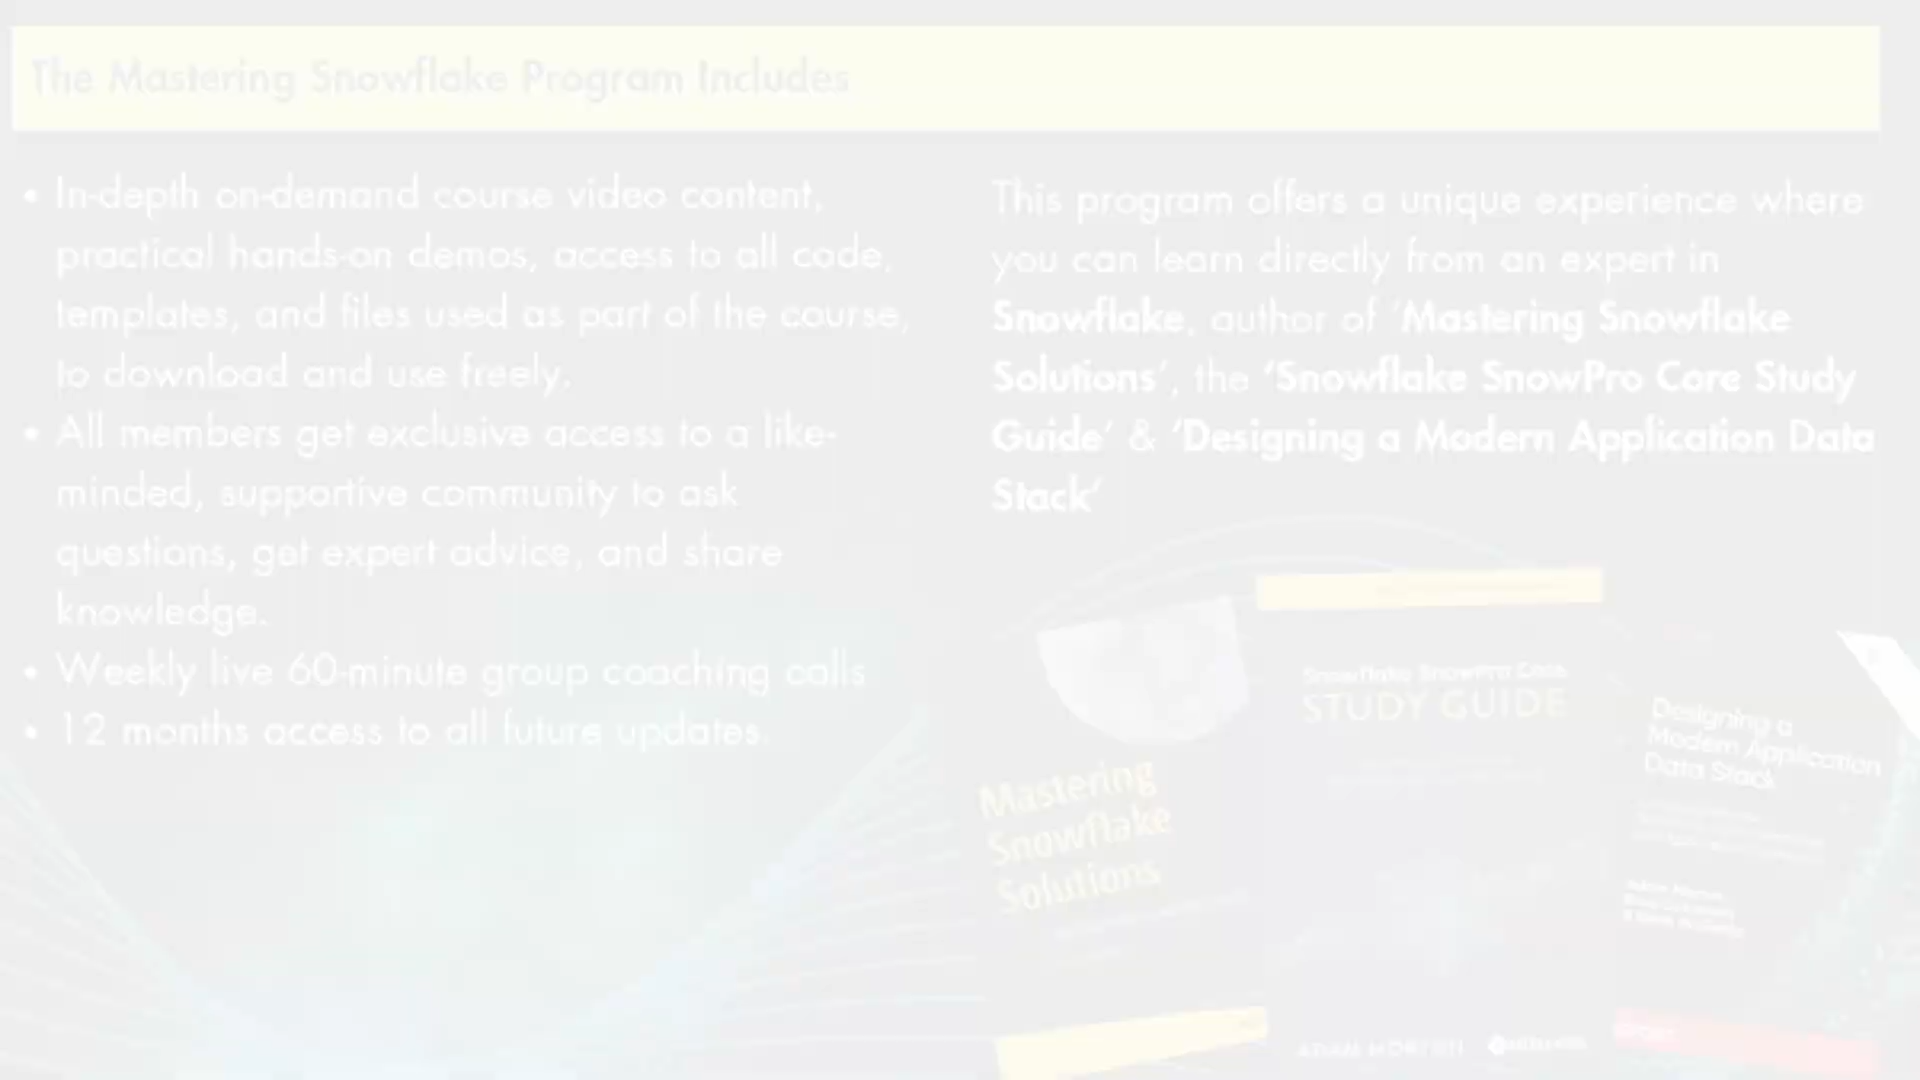 The Mastering Snowflake Program Includes
• In-depth on-demand course video content,
practical hands-on demos, access to all code,
templates, and files used as part of the course,
to download and use freely.
• All members get exclusive access to a like-
minded, supportive community to ask
questions, get expert advice, and share
knowledge.
• Weekly live 60-minute group coaching calls
• 12 months access to all future updates.
This program offers a unique experience where
you can learn directly from an expert in
Snowflake, author of ‘Mastering Snowflake
Solutions’, the ‘Snowflake SnowPro Core Study
Guide’ & ‘Designing a Modern Application Data
Stack’
Mastering
Snowflake
Solutions
Snowflake SnowPro Core
STUDY GUIDE
ADAM MORTON
Designing a
Modern Application
Data Stack